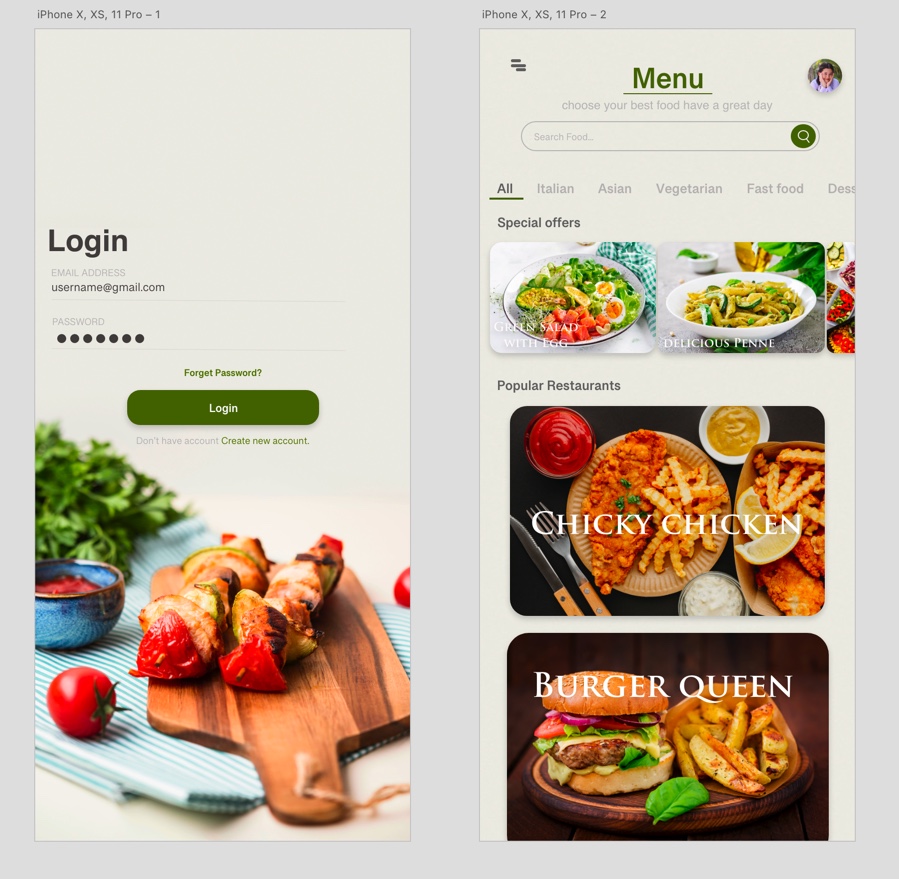 iPhone X, XS, 11 Pro – 1
Login
EMAIL ADDRESS
username@gmail.com
PASSWORD
Forget Password?
Login
Don't have account Create new account.
iPhone X, XS, 11 Pro – 2
Menu
choose your best food have a great day
Search Food...
All Italian Asian Vegetarian Fast food Dess
Special offers
Green Salad
with Egg
delicious Penne
Popular Restaurants
Chicky chicken
Burger queen